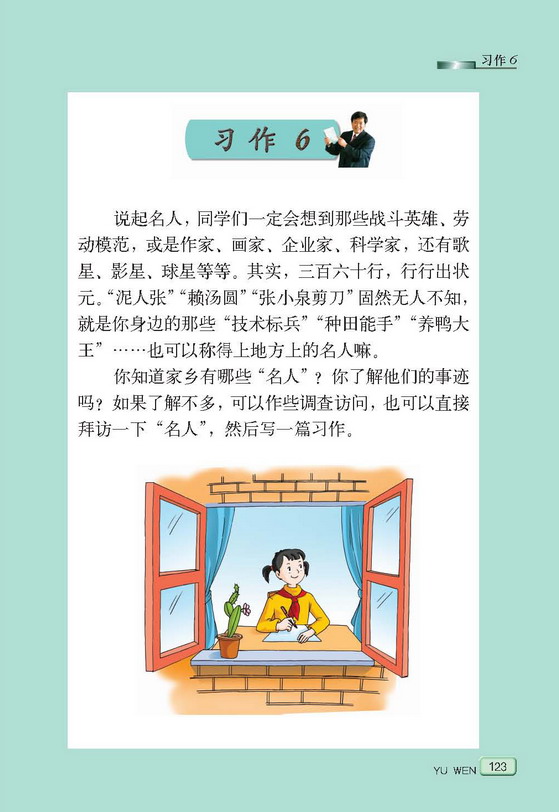 习作6
习作 6
说起名人，同学们一定会想到那些战斗英雄、劳
动模范，或是作家、画家、企业家、科学家，还有歌
星、影星、球星等等。其实，三百六十行，行行出状
元。“泥人张”“赖汤圆”“张小泉剪刀”固然无人不知，
就是你身边的那些“技术标兵”“种田能手”“养鸭大
王”……也可以称得上地方上的名人嘛。
你知道家乡有哪些“名人”？你了解他们的事迹
吗？如果了解不多，可以作些调查访问，也可以直接
拜访一下“名人”，然后写一篇习作。
YU WEN 123